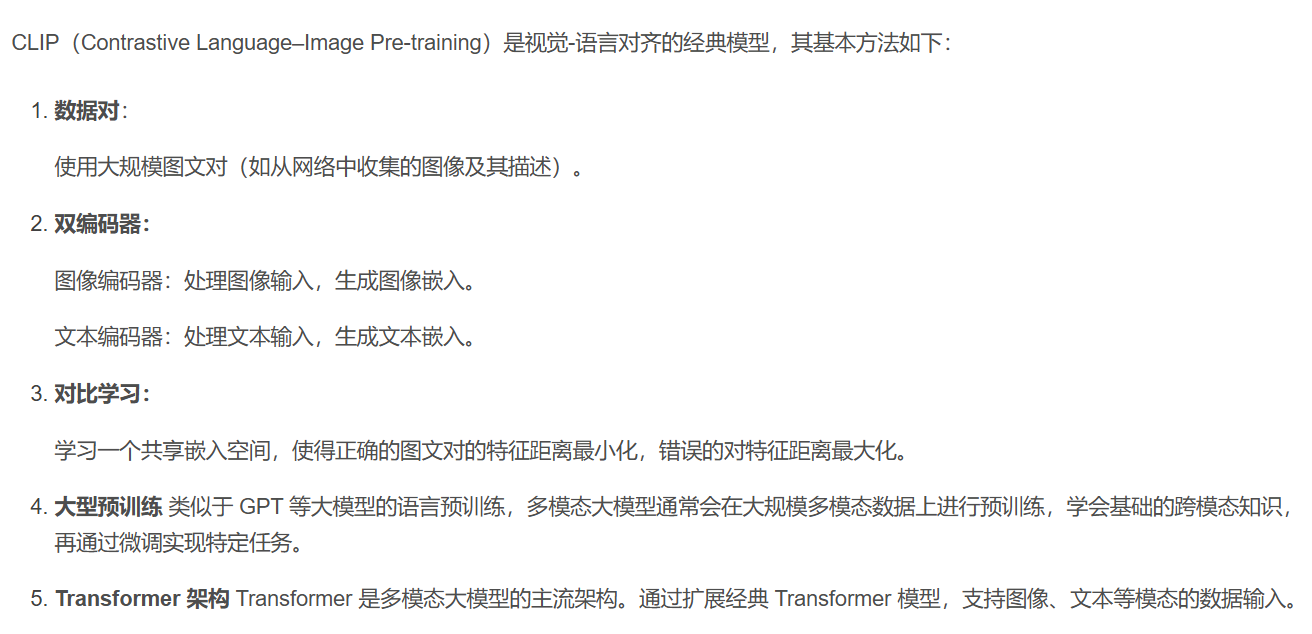 CLIP（Contrastive Language–Image Pre-training）是视觉-语言对齐的经典模型，其基本方法如下：
1. 数据对：
使用大规模图文对（如从网络中收集的图像及其描述）。
2. 双编码器：
图像编码器：处理图像输入，生成图像嵌入。
文本编码器：处理文本输入，生成文本嵌入。
3. 对比学习：
学习一个共享嵌入空间，使得正确的图文对的特征距离最小化，错误的对特征距离最大化。
4. 大型预训练 类似于 GPT 等大模型的语言预训练，多模态大模型通常会在大规模多模态数据上进行预训练，学会基础的跨模态知识，
再通过微调实现特定任务。
5. Transformer 架构 Transformer 是多模态大模型的主流架构。通过扩展经典 Transformer 模型，支持图像、文本等模态的数据输入。